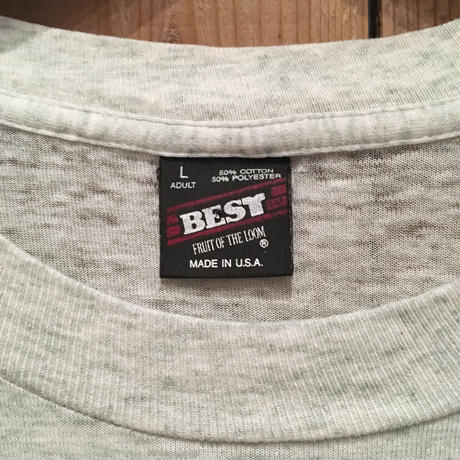 L
ADULT
50% COTTON
50% POLYESTER
BEST
FRUIT OF THE LOOM ®
MADE IN U.S.A.